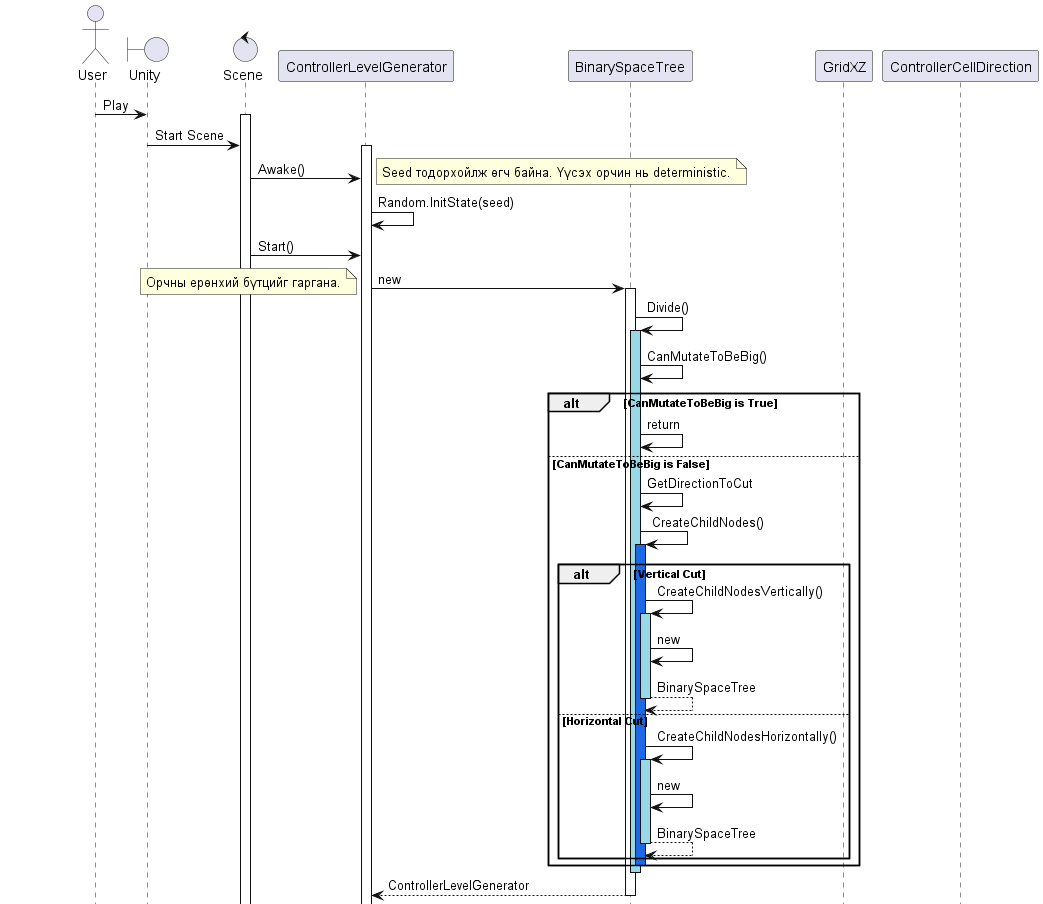 User
Unity
Scene
ControllerLevelGenerator
BinarySpaceTree
GridXZ
ControllerCellDirection
Play
Start Scene
Awake()
Seed тодорхойлж өгч байна. Үүсэх орчин нь deterministic.
Random.InitState(seed)
Start()
Орчны ерөнхий бүтцийг гаргана.
new
Divide()
CanMutateToBeBig()
alt
[CanMutateToBeBig is True]
return
[CanMutateToBeBig is False]
GetDirectionToCut
CreateChildNodes()
alt
[Vertical Cut]
CreateChildNodesVertically()
new
BinarySpaceTree
[Horizontal Cut]
CreateChildNodesHorizontally()
new
BinarySpaceTree
ControllerLevelGenerator